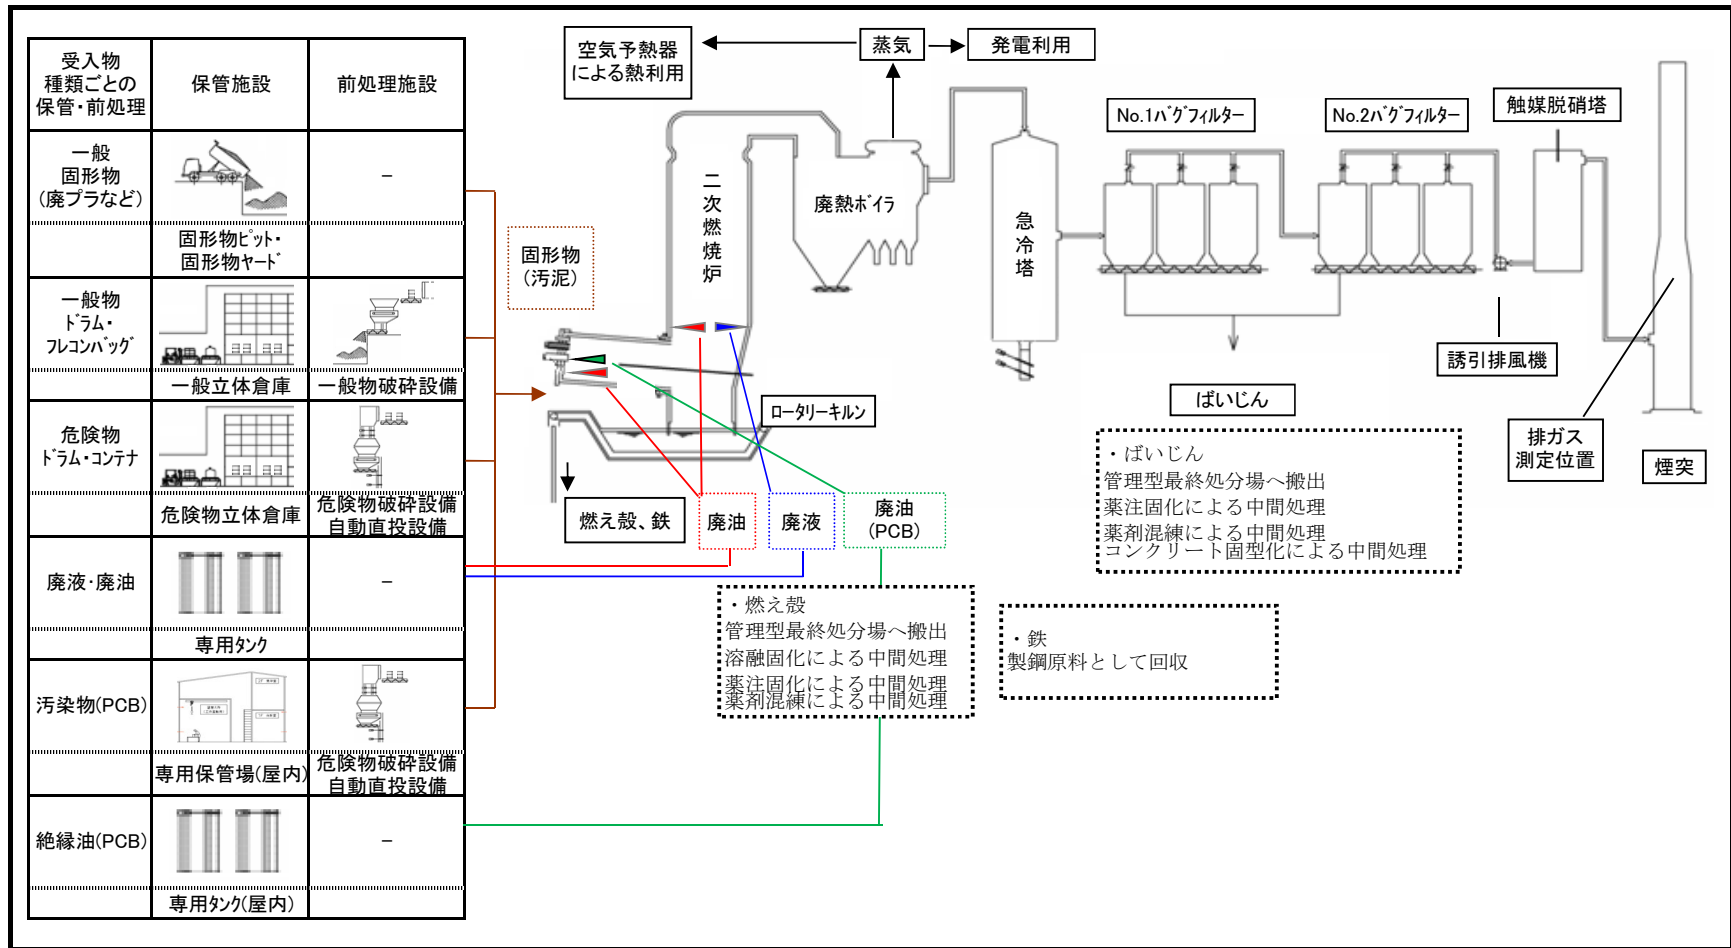 受入物
種類ごとの
保管・前処理
保管施設
前処理施設
一般
固形物
(廃プラなど)
－
固形物ピット・
固形物ヤード
一般物
ドラム・
フレコンバッグ
一般立体倉庫
一般物破砕設備
危険物
ドラム・コンテナ
危険物立体倉庫
危険物破砕設備
自動直投設備
廃液・廃油
－
専用タンク
汚染物(PCB)
専用保管場(屋内)
危険物破砕設備
自動直投設備
絶縁油(PCB)
－
専用タンク(屋内)
空気予熱器
による熱利用
蒸気
発電利用
固形物
(汚泥)
二次燃焼炉
廃熱ボイラ
急冷塔
No.1バグフィルター
No.2バグフィルター
触媒脱硝塔
ロータリーキルン
誘引排風機
ばいじん
排ガス
測定位置
煙突
燃え殻、鉄
廃油
廃液
廃油
(PCB)
・ばいじん
管理型最終処分場へ搬出
薬注固化による中間処理
薬剤混練による中間処理
コンクリート固型化による中間処理
・燃え殻
管理型最終処分場へ搬出
溶融固化による中間処理
薬注固化による中間処理
薬剤混練による中間処理
・鉄
製鋼原料として回収